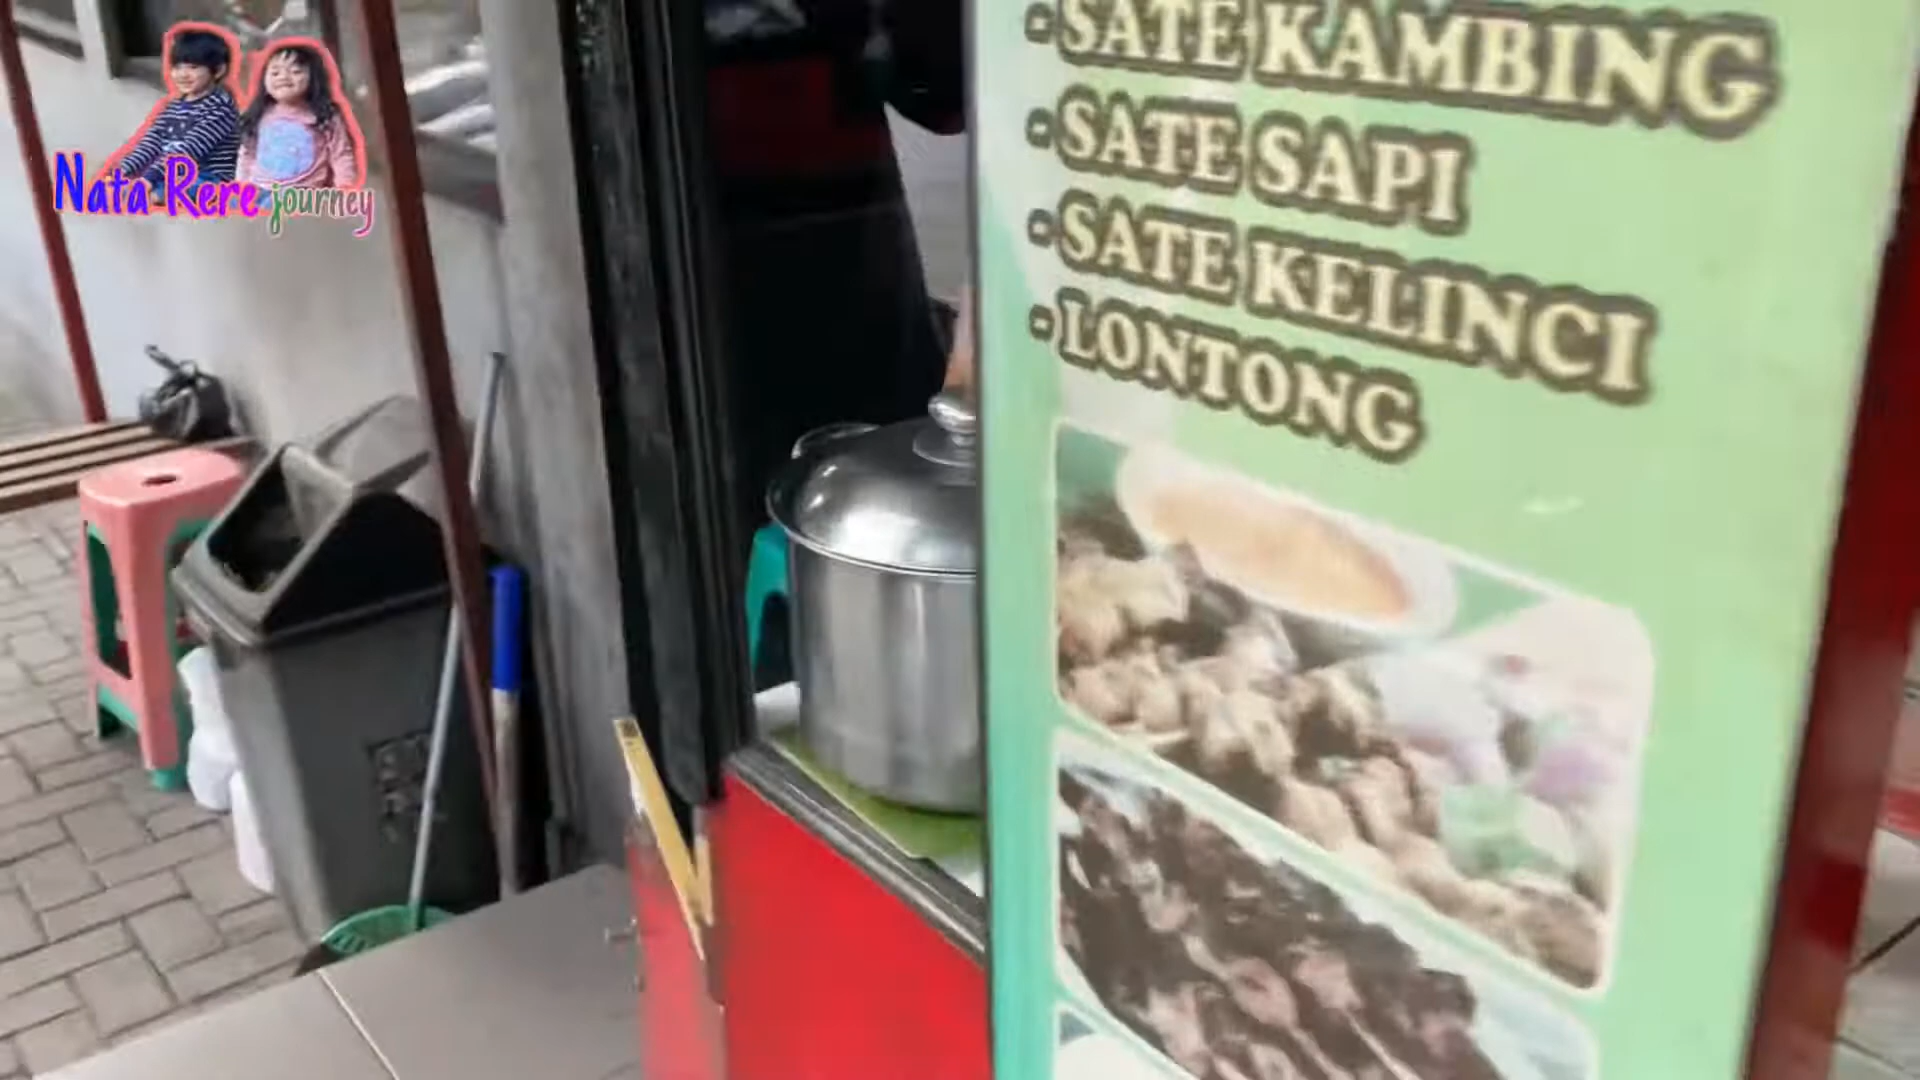 Nata Rere journey
- SATE KAMBING
- SATE SAPI
- SATE KELINCI
- LONTONG